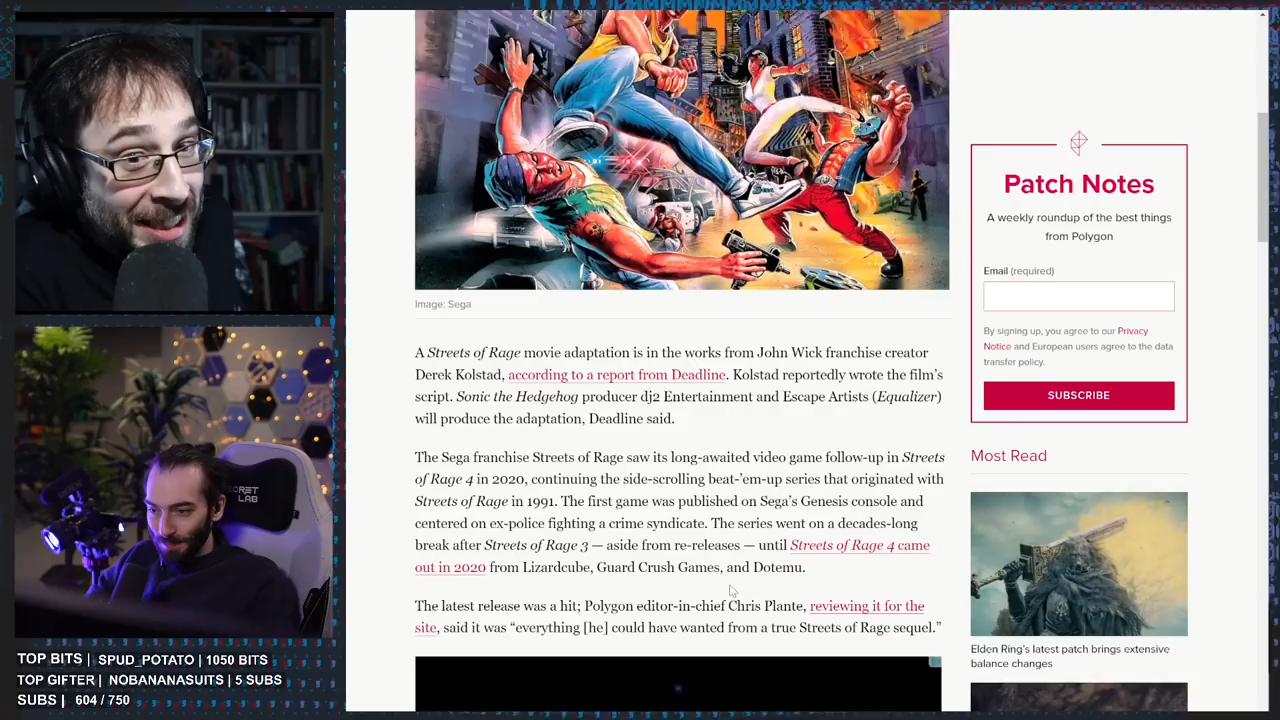 Image: Sega
A Streets of Rage movie adaptation is in the works from John Wick franchise creator
Derek Kolstad, according to a report from Deadline. Kolstad reportedly wrote the film's
script. Sonic the Hedgehog producer dj2 Entertainment and Escape Artists (Equalizer)
will produce the adaptation, Deadline said.
The Sega franchise Streets of Rage saw its long-awaited video game follow-up in Streets
of Rage 4 in 2020, continuing the side-scrolling beat-'em-up series that originated with
Streets of Rage in 1991. The first game was published on Sega's Genesis console and
centered on ex-police fighting a crime syndicate. The series went on a decades-long
break after Streets of Rage 3 — aside from re-releases — until Streets of Rage 4 came
out in 2020 from Lizardcube, Guard Crush Games, and Dotemu.
The latest release was a hit; Polygon editor-in-chief Chris Plante, reviewing it for the
site, said it was “everything [he] could have wanted from a true Streets of Rage sequel.”
Patch Notes
A weekly roundup of the best things
from Polygon
Email (required)
By signing up, you agree to our Privacy
Notice and European users agree to the data
transfer policy.
SUBSCRIBE
Most Read
Elden Ring's latest patch brings extensive
balance changes
TOP BITS | SPUD_POTATO | 1050 BITS
TOP GIFTER | NOBANANASUITS | 5 SUBS
SUBS | 604 / 750